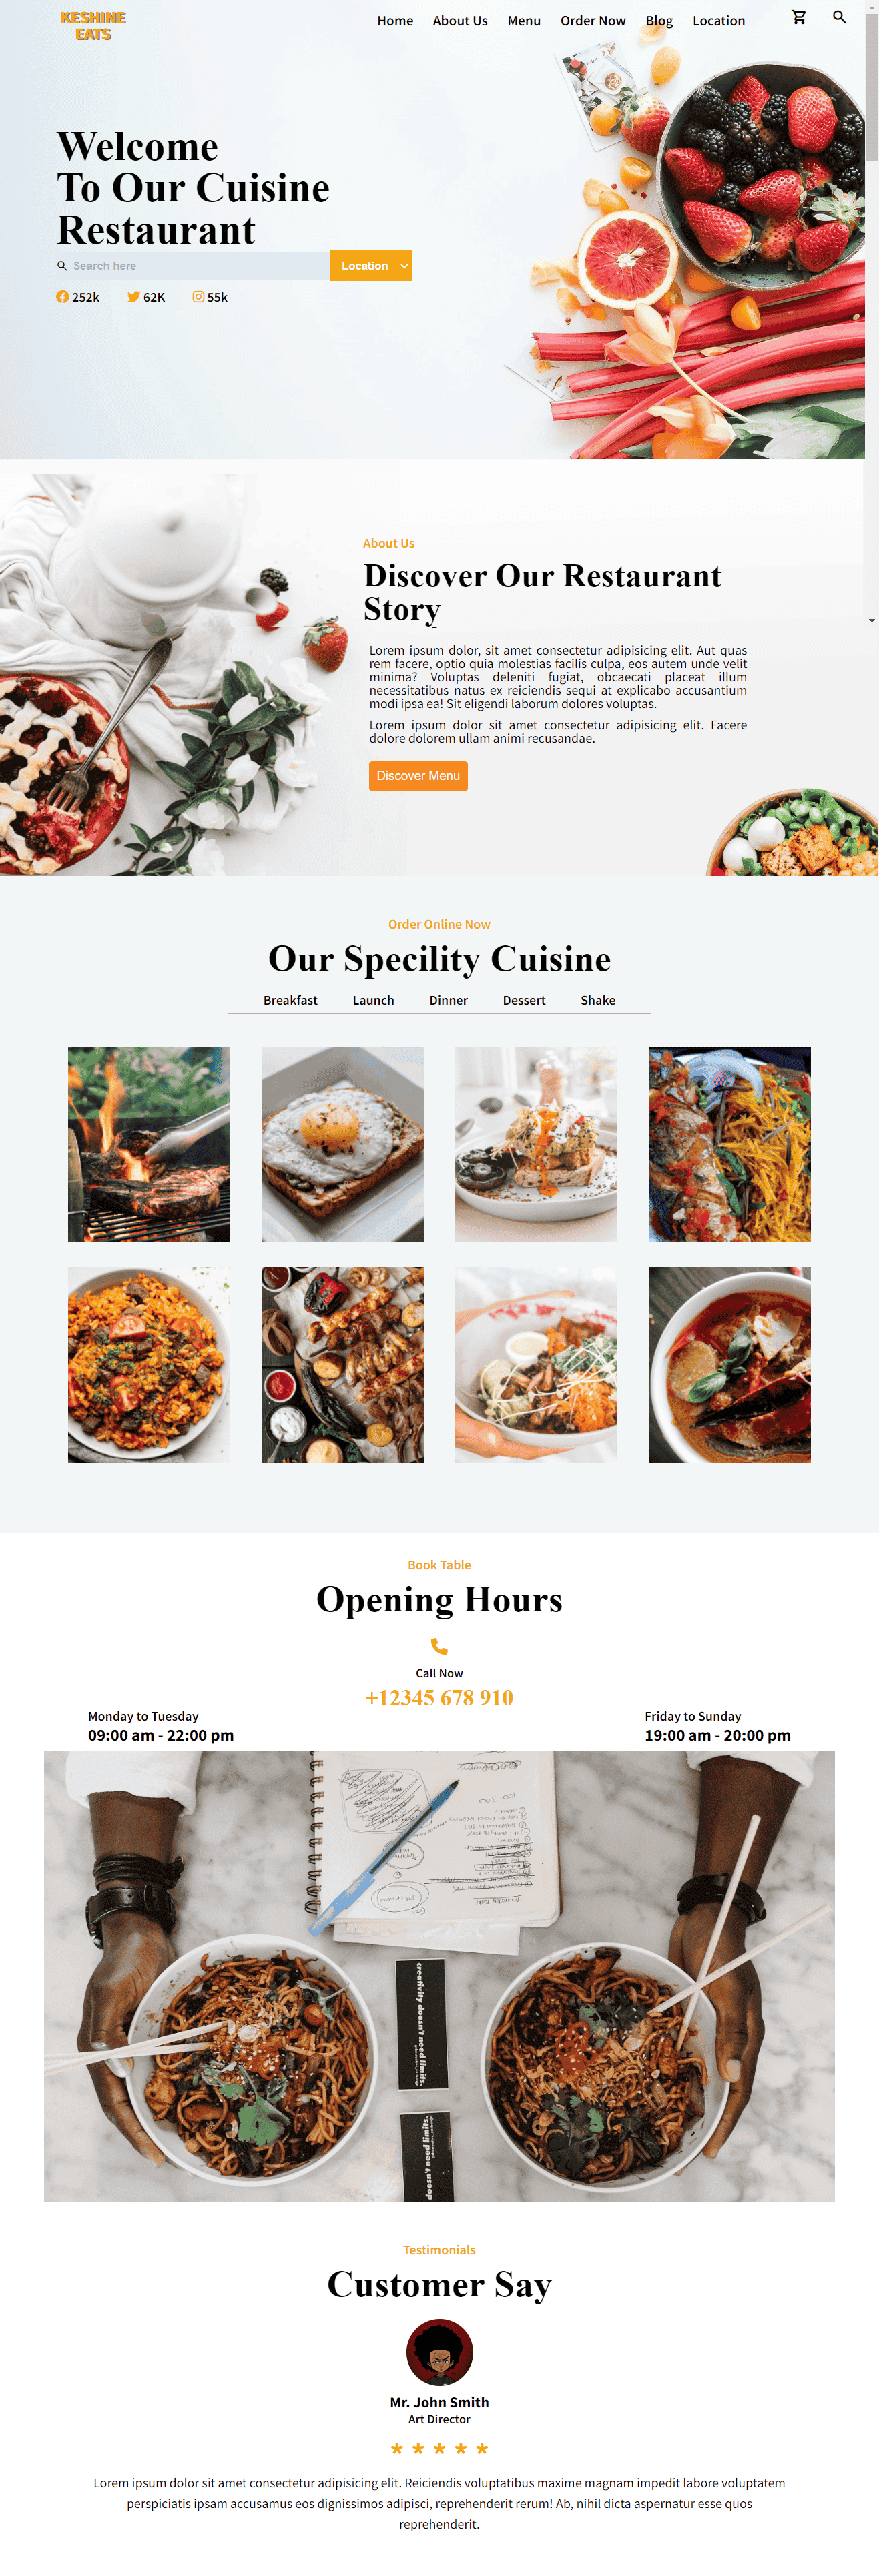 KESHINE
EATS
Home About Us Menu Order Now Blog Location
Welcome
To Our Cuisine
Restaurant
Search here Location
252k 62K 55k
About Us
Discover Our Restaurant
Story
Lorem ipsum dolor, sit amet consectetur adipisicing elit. Aut quas
rem facere, optio quia molestias facilis culpa, eos autem unde velit
minima? Voluptas deleniti fugiat, obcaecati placeat illum
necessitatibus natus ex reiciendis sequi at explicabo accusantium
modi ipsa ea! Sit eligendi laborum dolores voluptas.
Lorem ipsum dolor sit amet consectetur adipisicing elit. Facere
dolore dolorem ullam animi recusandae.
Discover Menu
Order Online Now
Our Specility Cuisine
Breakfast Launch Dinner Dessert Shake
Book Table
Opening Hours
Call Now
+12345 678 910
Monday to Tuesday
09:00 am - 22:00 pm
Friday to Sunday
19:00 am - 20:00 pm
creativity doesn't need limits.
doesn't need limits.
Testimonials
Customer Say
Mr. John Smith
Art Director
Lorem ipsum dolor sit amet consectetur adipisicing elit. Reiciendis voluptatibus maxime magnam impedit labore voluptatem
perspiciatis ipsam accusamus eos dignissimos adipisci, reprehenderit rerum! Ab, nihil dicta aspernatur esse quos
reprehenderit.